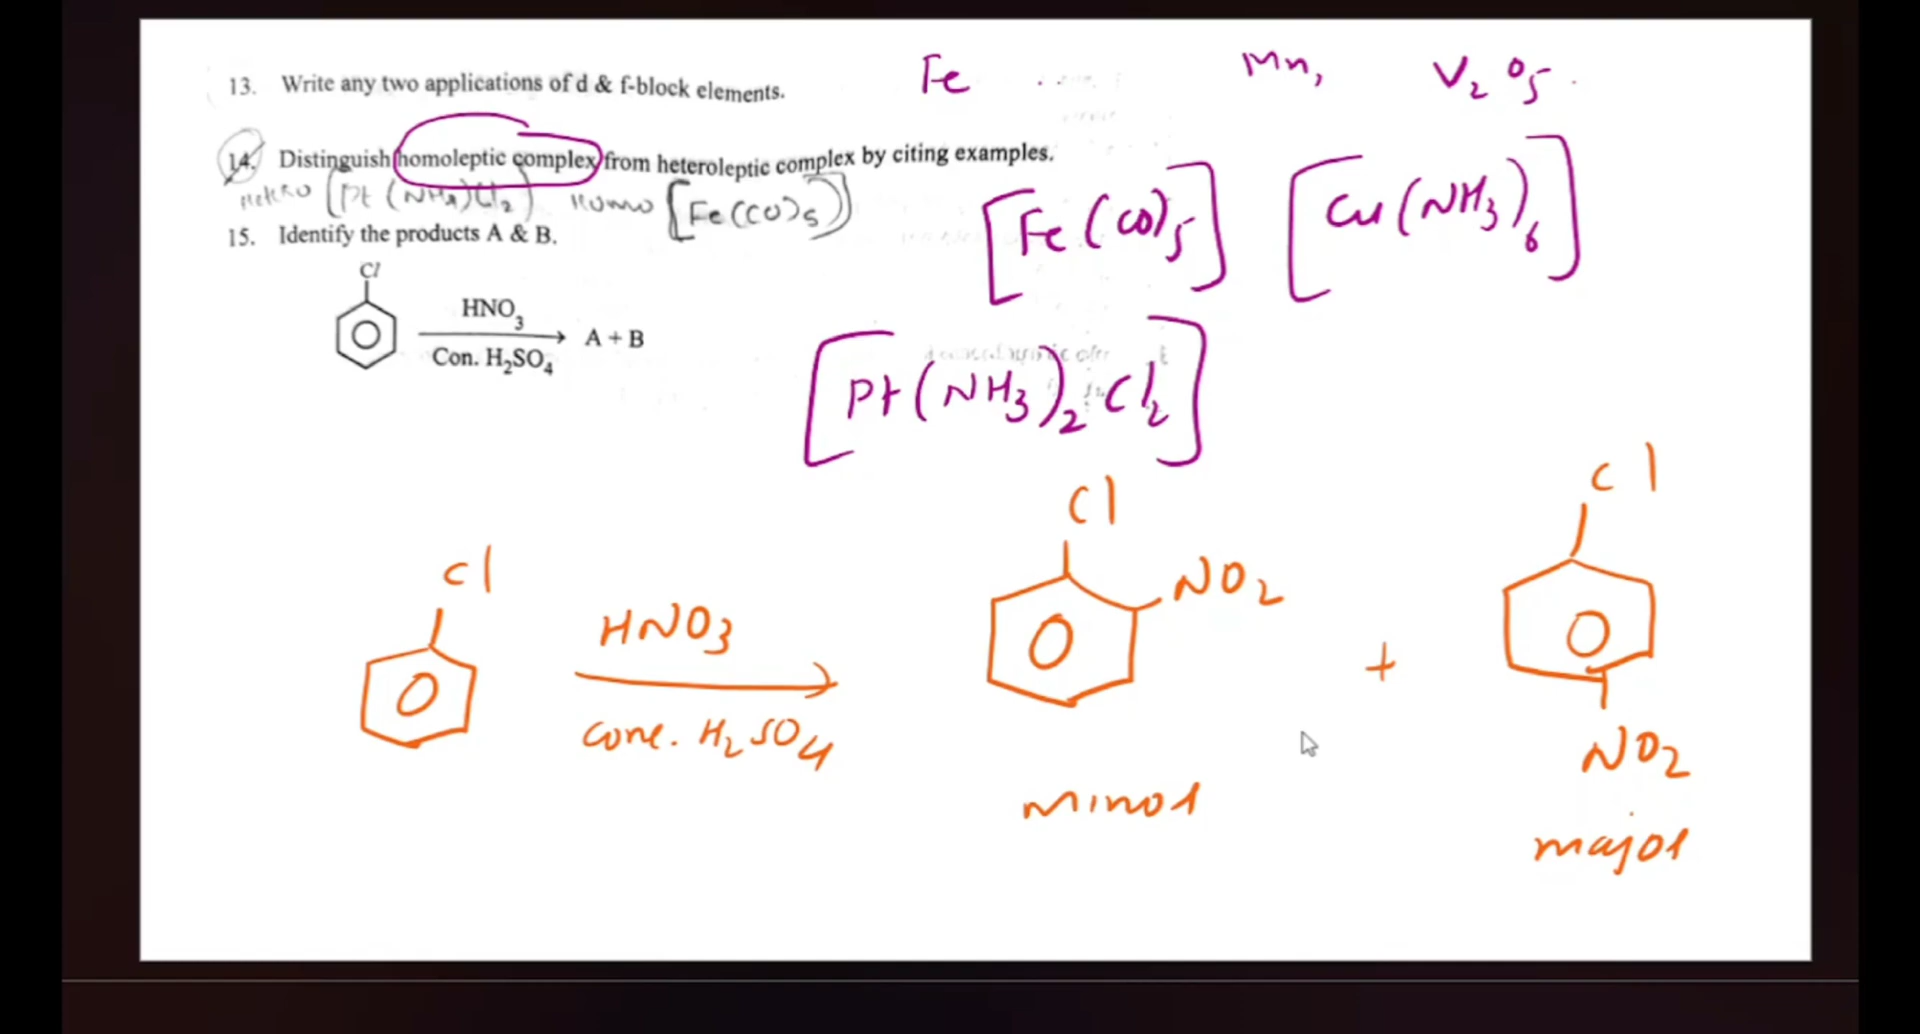 13. Write any two applications of d & f-block elements.
Fe Mn, V₂O₅
14. Distinguish homoleptic complex from heteroleptic complex by citing examples.
[Pt(NH₃)Cl₂] Homo [Fe(CO)₅]
[Fe(CO)₅] [Cu(NH₃)₆]
15. Identify the products A & B.
Cl
HNO₃
Con. H₂SO₄
A + B
[Pt(NH₃)₂Cl₂]
Cl
HNO₃
Conc. H₂SO₄
Cl
NO₂
+
Cl
NO₂
minor
major